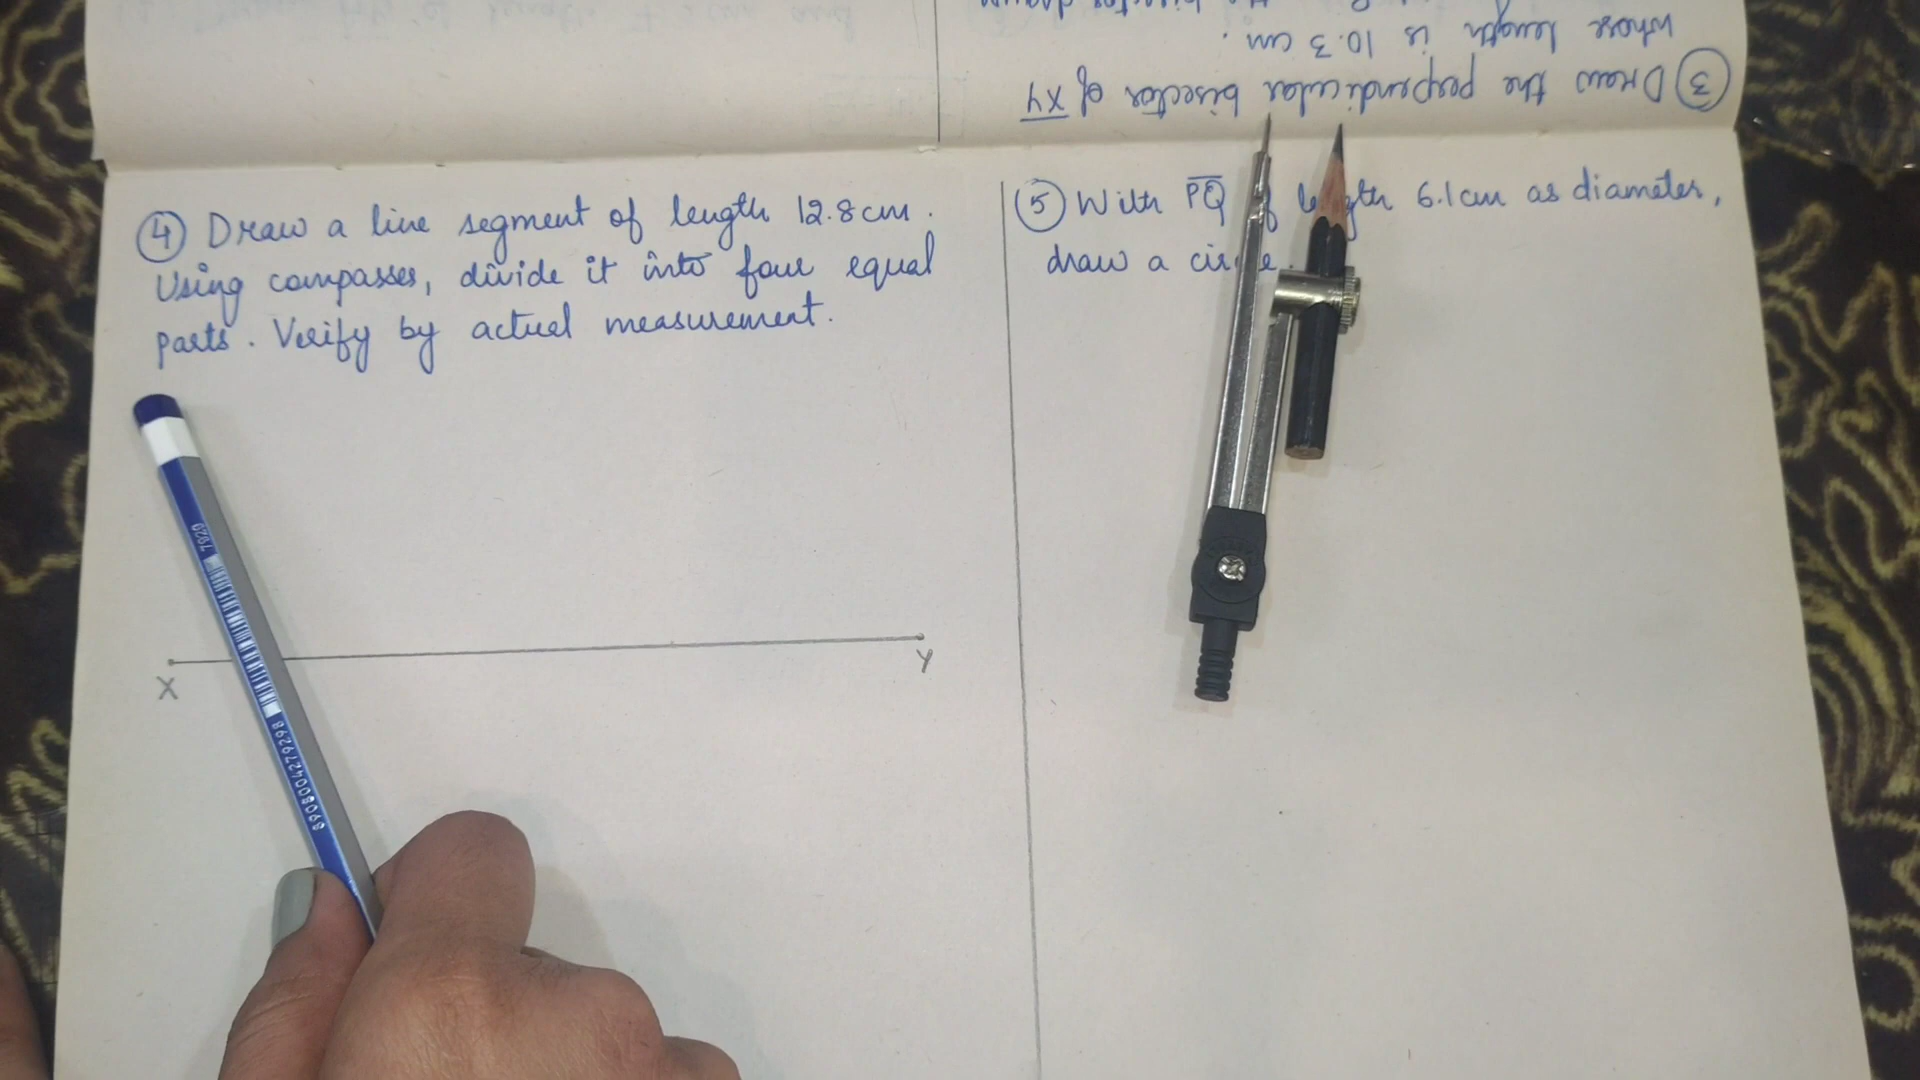 whose length is 10.3 cm.
③ Draw the perpendicular bisector of XY
④ Draw a line segment of length 12.8 cm.
Using compasses, divide it into four equal
parts. Verify by actual measurement.
⑤ With PQ of length 6.1 cm as diameter,
draw a circle.
X
Y
7920
8908004279298